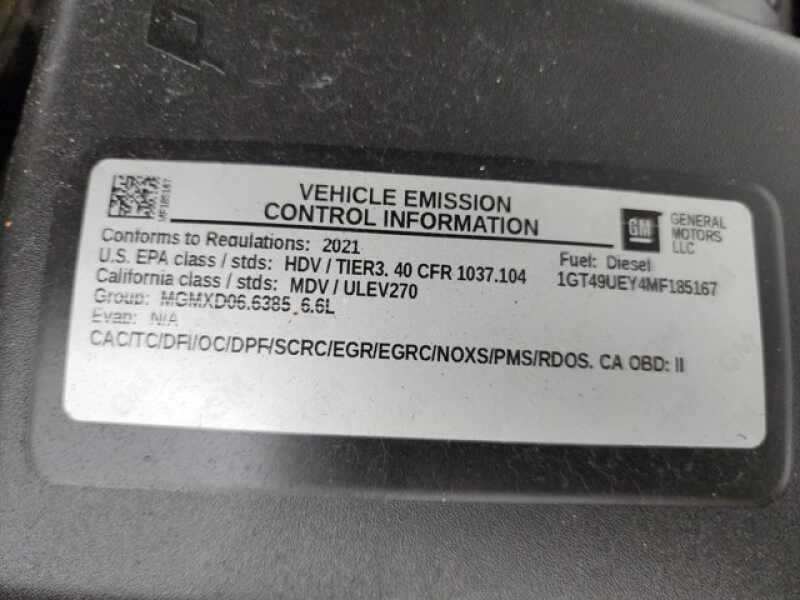 VEHICLE EMISSION
CONTROL INFORMATION
GM
GENERAL
MOTORS
LLC
MF185167
Conforms to Regulations: 2021
Fuel: Diesel
U.S. EPA class / stds: HDV / TIER3. 40 CFR 1037.104
1GT49UEY4MF185167
California class / stds: MDV / ULEV270
Group: MGMXD06.6385 6.6L
Evap: N/A
CAC/TC/DFI/OC/DPF/SCRC/EGR/EGRC/NOXS/PMS/RDOS. CA OBD: II